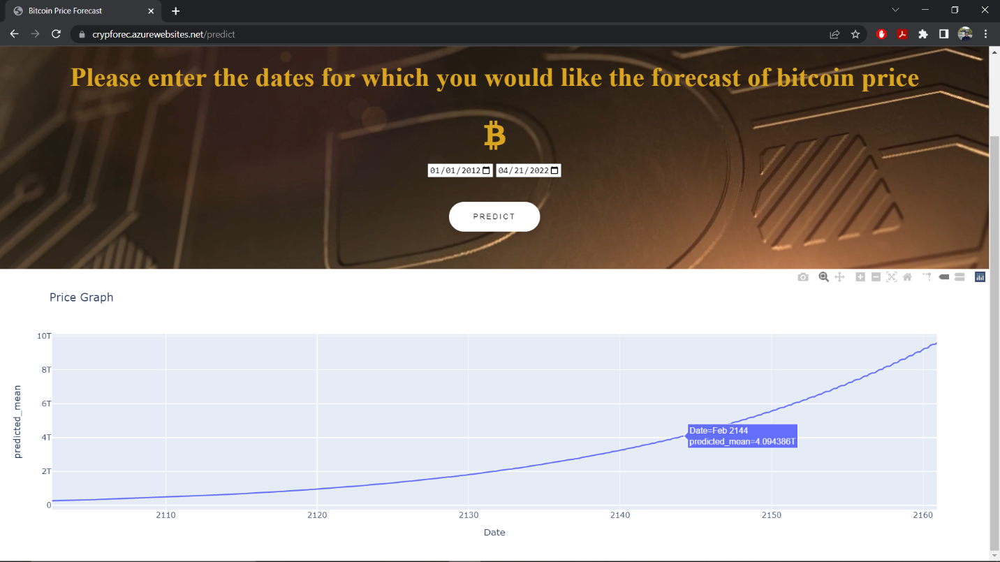 Bitcoin Price Forecast
crypforec.azurewebsites.net/predict
Please enter the dates for which you would like the forecast of bitcoin price
01/01/2012 04/21/2022
PREDICT
Price Graph
10T
8T
6T
4T
2T
0
predicted_mean
Date=Feb 2144
predicted_mean=4.094386T
2110 2120 2130 2140 2150 2160
Date